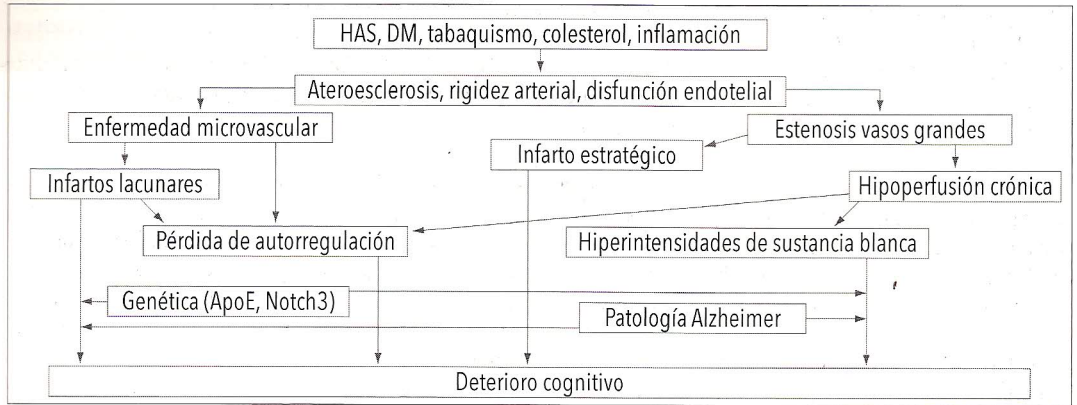 HAS, DM, tabaquismo, colesterol, inflamación
Ateroesclerosis, rigidez arterial, disfunción endotelial
Enfermedad microvascular
Estenosis vasos grandes
Infarto estratégico
Infartos lacunares
Hipoperfusión crónica
Pérdida de autorregulación
Hiperintensidades de sustancia blanca
Genética (ApoE, Notch3)
Patología Alzheimer
Deterioro cognitivo